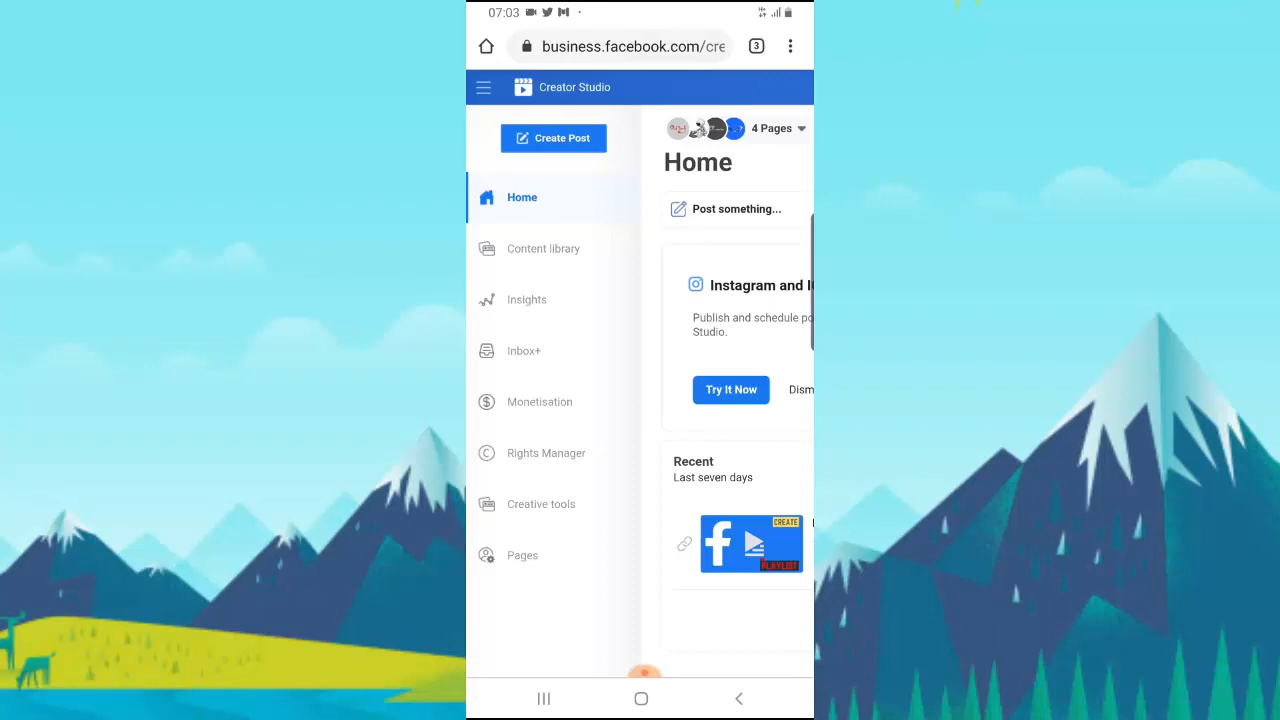 07:03
business.facebook.com/cre
3
Creator Studio
Create Post
4 Pages
Home
Home
Post something...
Content library
Instagram and I
Insights
Publish and schedule po
Studio.
Inbox+
Try It Now
Dism
Monetisation
Rights Manager
Recent
Last seven days
Creative tools
CREATE
f
PLAYLIST
Pages